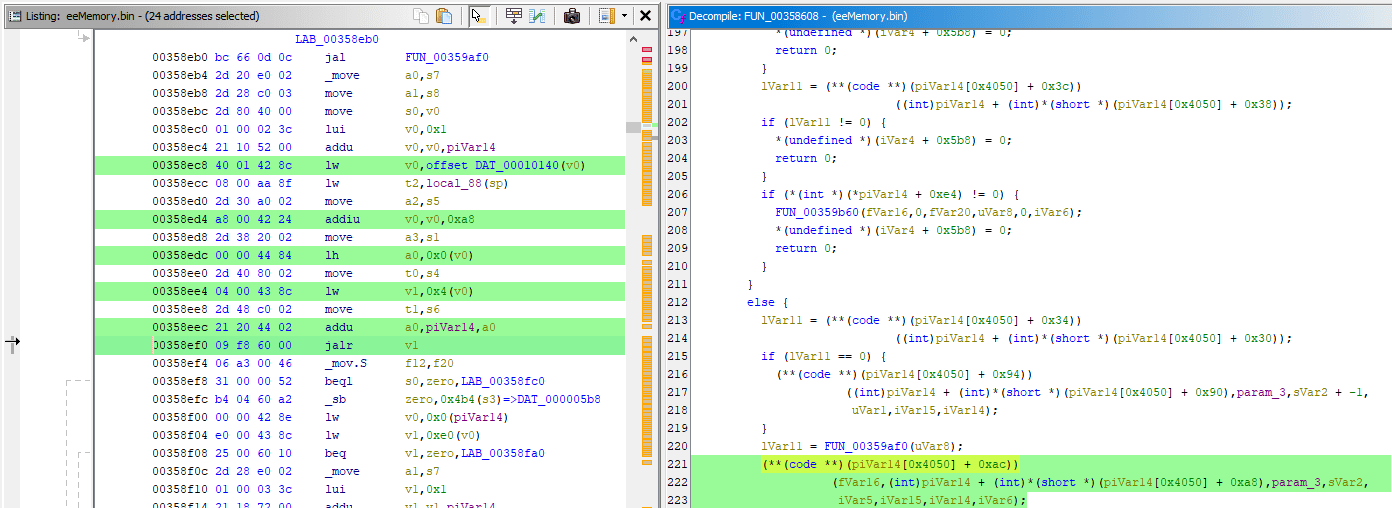 Listing: eeMemory.bin - (24 addresses selected)
LAB_00358eb0
00358eb0 bc 66 0d 0c jal FUN_00359af0
00358eb4 2d 20 e0 02 _move a0,s7
00358eb8 2d 28 c0 03 move a1,s8
00358ebc 2d 80 40 00 move s0,v0
00358ec0 01 00 02 3c lui v0,0x1
00358ec4 21 10 52 00 addu v0,v0,piVar14
00358ec8 40 01 42 8c lw v0,offset DAT_00010140(v0)
00358ecc 08 00 aa 8f lw t2,local_88(sp)
00358ed0 2d 30 a0 02 move a2,s5
00358ed4 a8 00 42 24 addiu v0,v0,0xa8
00358ed8 2d 38 20 02 move a3,s1
00358edc 00 00 44 84 lh a0,0x0(v0)
00358ee0 2d 40 80 02 move t0,s4
00358ee4 04 00 43 8c lw v1,0x4(v0)
00358ee8 2d 48 c0 02 move t1,s6
00358eec 21 20 44 02 addu a0,piVar14,a0
00358ef0 09 f8 60 00 jalr v1
00358ef4 06 a3 00 46 _mov.S f12,f20
00358ef8 31 00 00 52 beql s0,zero,LAB_00358fc0
00358efc b4 04 60 a2 _sb zero,0x4b4(s3)=>DAT_000005b8
00358f00 00 00 42 8e lw v0,0x0(piVar14)
00358f04 e0 00 43 8c lw v1,0xe0(v0)
00358f08 25 00 60 10 beq v1,zero,LAB_00358fa0
00358f0c 2d 28 e0 02 _move a1,s7
00358f10 01 00 03 3c lui v1,0x1
00358f14 21 18 72 00 addu v1,v1,piVar14
Decompile: FUN_00358608 - (eeMemory.bin)
197 *(undefined *)(iVar4 + 0x5b8) = 0;
198 return 0;
199 }
200 lVar11 = (**(code **)(piVar14[0x4050] + 0x3c))
201 ((int)piVar14 + (int)*(short *)(piVar14[0x4050] + 0x38));
202 if (lVar11 != 0) {
203 *(undefined *)(iVar4 + 0x5b8) = 0;
204 return 0;
205 }
206 if (*(int *)(*piVar14 + 0xe4) != 0) {
207 FUN_00359b60(fVar16,0,fVar20,uVar8,0,iVar6);
208 *(undefined *)(iVar4 + 0x5b8) = 0;
209 return 0;
210 }
211 }
212 else {
213 lVar11 = (**(code **)(piVar14[0x4050] + 0x34))
214 ((int)piVar14 + (int)*(short *)(piVar14[0x4050] + 0x30));
215 if (lVar11 == 0) {
216 (**(code **)(piVar14[0x4050] + 0x94))
217 ((int)piVar14 + (int)*(short *)(piVar14[0x4050] + 0x90),param_3,sVar2 + -1,
218 uVar1,iVar15,iVar14);
219 }
220 lVar11 = FUN_00359af0(uVar8);
221 (**(code **)(piVar14[0x4050] + 0xac))
222 (fVar16,(int)piVar14 + (int)*(short *)(piVar14[0x4050] + 0xa8),param_3,sVar2,
223 iVar5,iVar15,iVar14,iVar6);